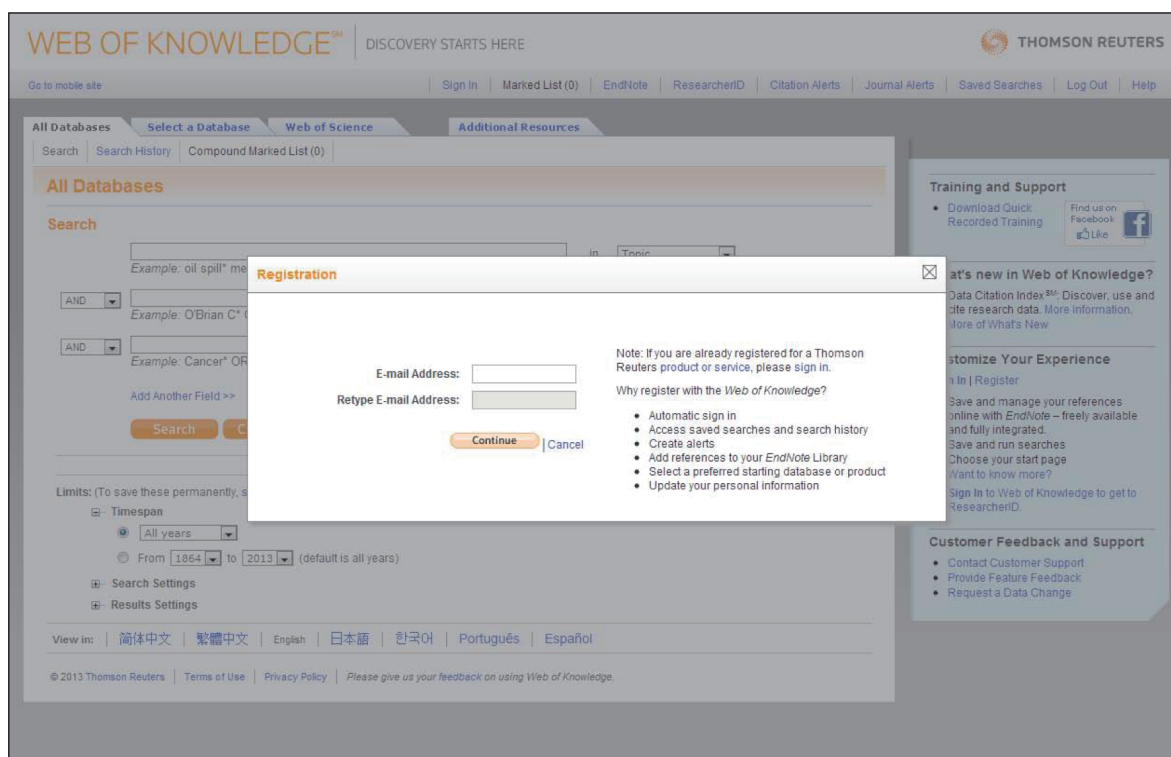 WEB OF KNOWLEDGE℠ | DISCOVERY STARTS HERE
THOMSON REUTERS
Go to mobile site
Sign In | Marked List (0) | EndNote | ResearcherID | Citation Alerts | Journal Alerts | Saved Searches | Log Out | Help
All Databases Select a Database Web of Science Additional Resources
Search | Search History | Compound Marked List (0)
All Databases
Search
in Topic
Example: oil spill* me
AND
Example: O'Brian C*
AND
Example: Cancer* OR
Add Another Field >>
Search C
Limits: (To save these permanently, s
Timespan
All years
From 1864 to 2013 (default is all years)
Search Settings
Results Settings
View in: | 简体中文 | 繁體中文 | English | 日本語 | 한국어 | Português | Español
© 2013 Thomson Reuters | Terms of Use | Privacy Policy | Please give us your feedback on using Web of Knowledge.
Registration
E-mail Address:
Retype E-mail Address:
Continue | Cancel
Note: If you are already registered for a Thomson
Reuters product or service, please sign in.
Why register with the Web of Knowledge?
• Automatic sign in
• Access saved searches and search history
• Create alerts
• Add references to your EndNote Library
• Select a preferred starting database or product
• Update your personal information
Training and Support
• Download Quick
Recorded Training
Find us on
Facebook
Like
at's new in Web of Knowledge?
Data Citation Index℠: Discover, use and
cite research data. More information.
More of What's New
stomize Your Experience
n In | Register
Save and manage your references
online with EndNote – freely available
and fully integrated.
Save and run searches
Choose your start page
Want to know more?
Sign In to Web of Knowledge to get to
ResearcherID.
Customer Feedback and Support
• Contact Customer Support
• Provide Feature Feedback
• Request a Data Change